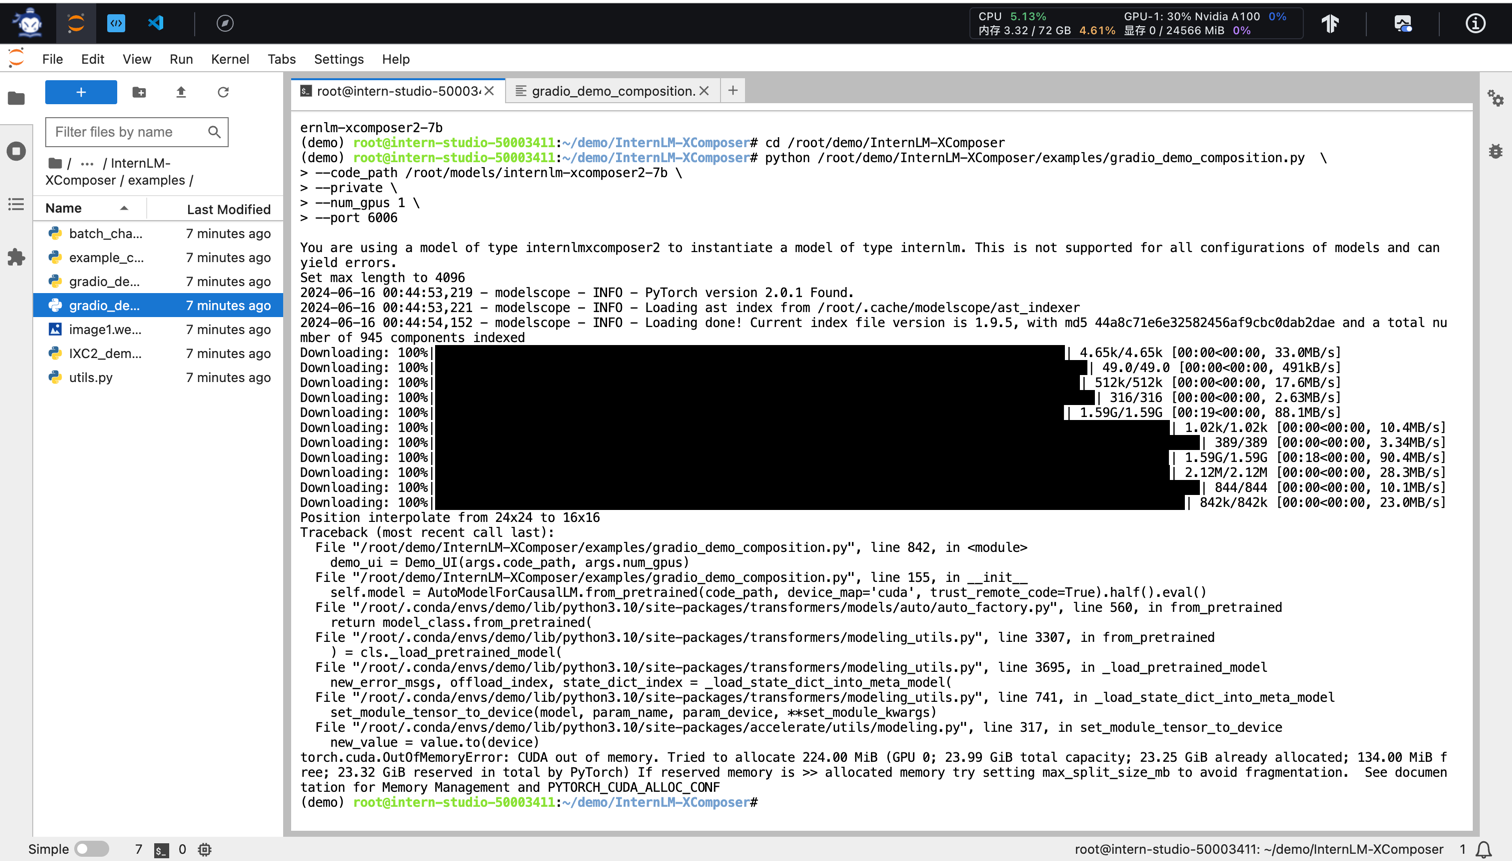 CPU 5.13% GPU-1: 30% Nvidia A100 0%
内存 3.32 / 72 GB 4.61% 显存 0 / 24566 MiB 0%
File Edit View Run Kernel Tabs Settings Help
root@intern-studio-50003
gradio_demo_composition.
Filter files by name
/ ··· / InternLM-
XComposer / examples /
Name Last Modified
batch_cha... 7 minutes ago
example_c... 7 minutes ago
gradio_de... 7 minutes ago
gradio_de... 7 minutes ago
image1.we... 7 minutes ago
IXC2_dem... 7 minutes ago
utils.py 7 minutes ago
ernlm-xcomposer2-7b
(demo) root@intern-studio-50003411:~/demo/InternLM-XComposer# cd /root/demo/InternLM-XComposer
(demo) root@intern-studio-50003411:~/demo/InternLM-XComposer# python /root/demo/InternLM-XComposer/examples/gradio_demo_composition.py  \
> --code_path /root/models/internlm-xcomposer2-7b \
> --private \
> --num_gpus 1 \
> --port 6006
You are using a model of type internlmxcomposer2 to instantiate a model of type internlm. This is not supported for all configurations of models and can
yield errors.
Set max length to 4096
2024-06-16 00:44:53,219 - modelscope - INFO - PyTorch version 2.0.1 Found.
2024-06-16 00:44:53,221 - modelscope - INFO - Loading ast index from /root/.cache/modelscope/ast_indexer
2024-06-16 00:44:54,152 - modelscope - INFO - Loading done! Current index file version is 1.9.5, with md5 44a8c71e6e32582456af9cbc0dab2dae and a total nu
mber of 945 components indexed
Downloading: 100%| | 4.65k/4.65k [00:00<00:00, 33.0MB/s]
Downloading: 100%| | 49.0/49.0 [00:00<00:00, 491kB/s]
Downloading: 100%| | 512k/512k [00:00<00:00, 17.6MB/s]
Downloading: 100%| | 316/316 [00:00<00:00, 2.63MB/s]
Downloading: 100%| | 1.59G/1.59G [00:19<00:00, 88.1MB/s]
Downloading: 100%| | 1.02k/1.02k [00:00<00:00, 10.4MB/s]
Downloading: 100%| | 389/389 [00:00<00:00, 3.34MB/s]
Downloading: 100%| | 1.59G/1.59G [00:18<00:00, 90.4MB/s]
Downloading: 100%| | 2.12M/2.12M [00:00<00:00, 28.3MB/s]
Downloading: 100%| | 844/844 [00:00<00:00, 10.1MB/s]
Downloading: 100%| | 842k/842k [00:00<00:00, 23.0MB/s]
Position interpolate from 24x24 to 16x16
Traceback (most recent call last):
  File "/root/demo/InternLM-XComposer/examples/gradio_demo_composition.py", line 842, in <module>
    demo_ui = Demo_UI(args.code_path, args.num_gpus)
  File "/root/demo/InternLM-XComposer/examples/gradio_demo_composition.py", line 155, in __init__
    self.model = AutoModelForCausalLM.from_pretrained(code_path, device_map='cuda', trust_remote_code=True).half().eval()
  File "/root/.conda/envs/demo/lib/python3.10/site-packages/transformers/models/auto/auto_factory.py", line 560, in from_pretrained
    return model_class.from_pretrained(
  File "/root/.conda/envs/demo/lib/python3.10/site-packages/transformers/modeling_utils.py", line 3307, in from_pretrained
    ) = cls._load_pretrained_model(
  File "/root/.conda/envs/demo/lib/python3.10/site-packages/transformers/modeling_utils.py", line 3695, in _load_pretrained_model
    new_error_msgs, offload_index, state_dict_index = _load_state_dict_into_meta_model(
  File "/root/.conda/envs/demo/lib/python3.10/site-packages/transformers/modeling_utils.py", line 741, in _load_state_dict_into_meta_model
    set_module_tensor_to_device(model, param_name, param_device, **set_module_kwargs)
  File "/root/.conda/envs/demo/lib/python3.10/site-packages/accelerate/utils/modeling.py", line 317, in set_module_tensor_to_device
    new_value = value.to(device)
torch.cuda.OutOfMemoryError: CUDA out of memory. Tried to allocate 224.00 MiB (GPU 0; 23.99 GiB total capacity; 23.25 GiB already allocated; 134.00 MiB f
ree; 23.32 GiB reserved in total by PyTorch) If reserved memory is >> allocated memory try setting max_split_size_mb to avoid fragmentation.  See documen
tation for Memory Management and PYTORCH_CUDA_ALLOC_CONF
(demo) root@intern-studio-50003411:~/demo/InternLM-XComposer#
Simple 7 0 root@intern-studio-50003411: ~/demo/InternLM-XComposer 1